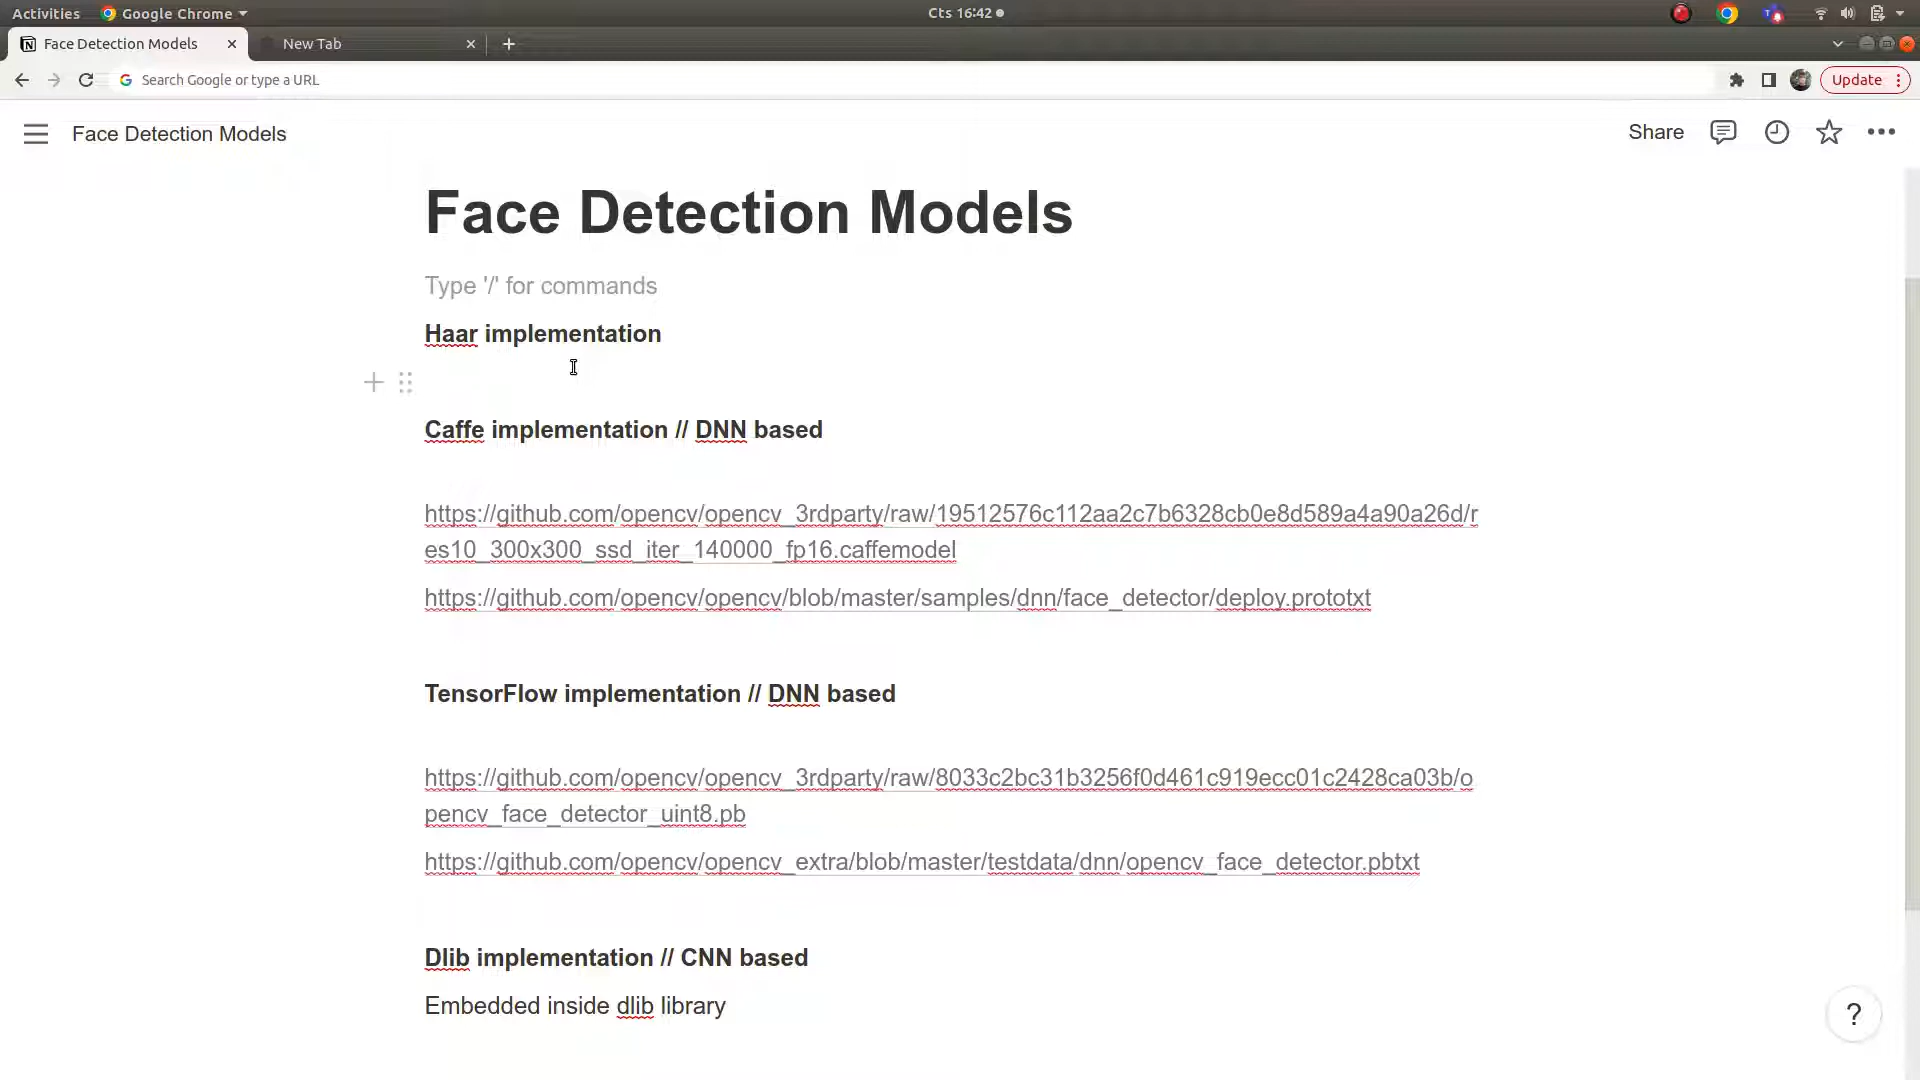 Activities Google Chrome Cts 16:42
Face Detection Models New Tab
Search Google or type a URL Update
Face Detection Models Share
Face Detection Models
Type '/' for commands
Haar implementation
Caffe implementation // DNN based
https://github.com/opencv/opencv_3rdparty/raw/19512576c112aa2c7b6328cb0e8d589a4a90a26d/r
es10_300x300_ssd_iter_140000_fp16.caffemodel
https://github.com/opencv/opencv/blob/master/samples/dnn/face_detector/deploy.prototxt
TensorFlow implementation // DNN based
https://github.com/opencv/opencv_3rdparty/raw/8033c2bc31b3256f0d461c919ecc01c2428ca03b/o
pencv_face_detector_uint8.pb
https://github.com/opencv/opencv_extra/blob/master/testdata/dnn/opencv_face_detector.pbtxt
Dlib implementation // CNN based
Embedded inside dlib library
?